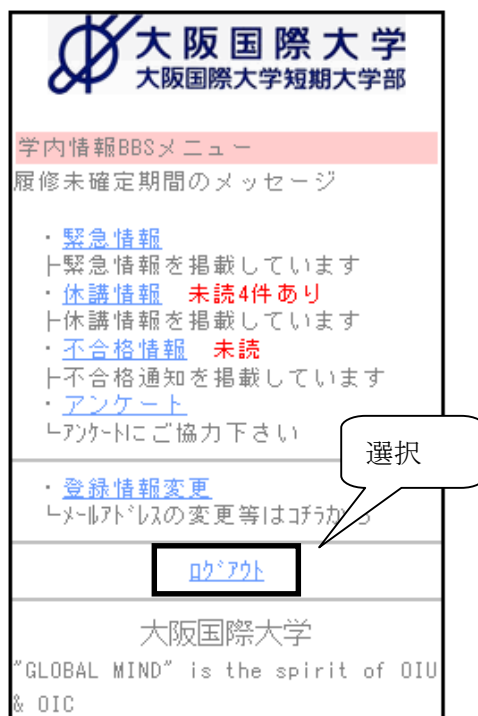 大阪国際大学
大阪国際大学短期大学部
学内情報BBSメニュー
履修未確定期間のメッセージ
・緊急情報
├緊急情報を掲載しています
・休講情報 未読4件あり
├休講情報を掲載しています
・不合格情報 未読
├不合格通知を掲載しています
・アンケート
└ｱﾝｹｰﾄにご協力下さい
選択
・登録情報変更
└ﾒｰﾙｱﾄﾞﾚｽの変更等はｺﾁﾗから
ﾛｸﾞｱｳﾄ
大阪国際大学
"GLOBAL MIND" is the spirit of OIU
& OIC